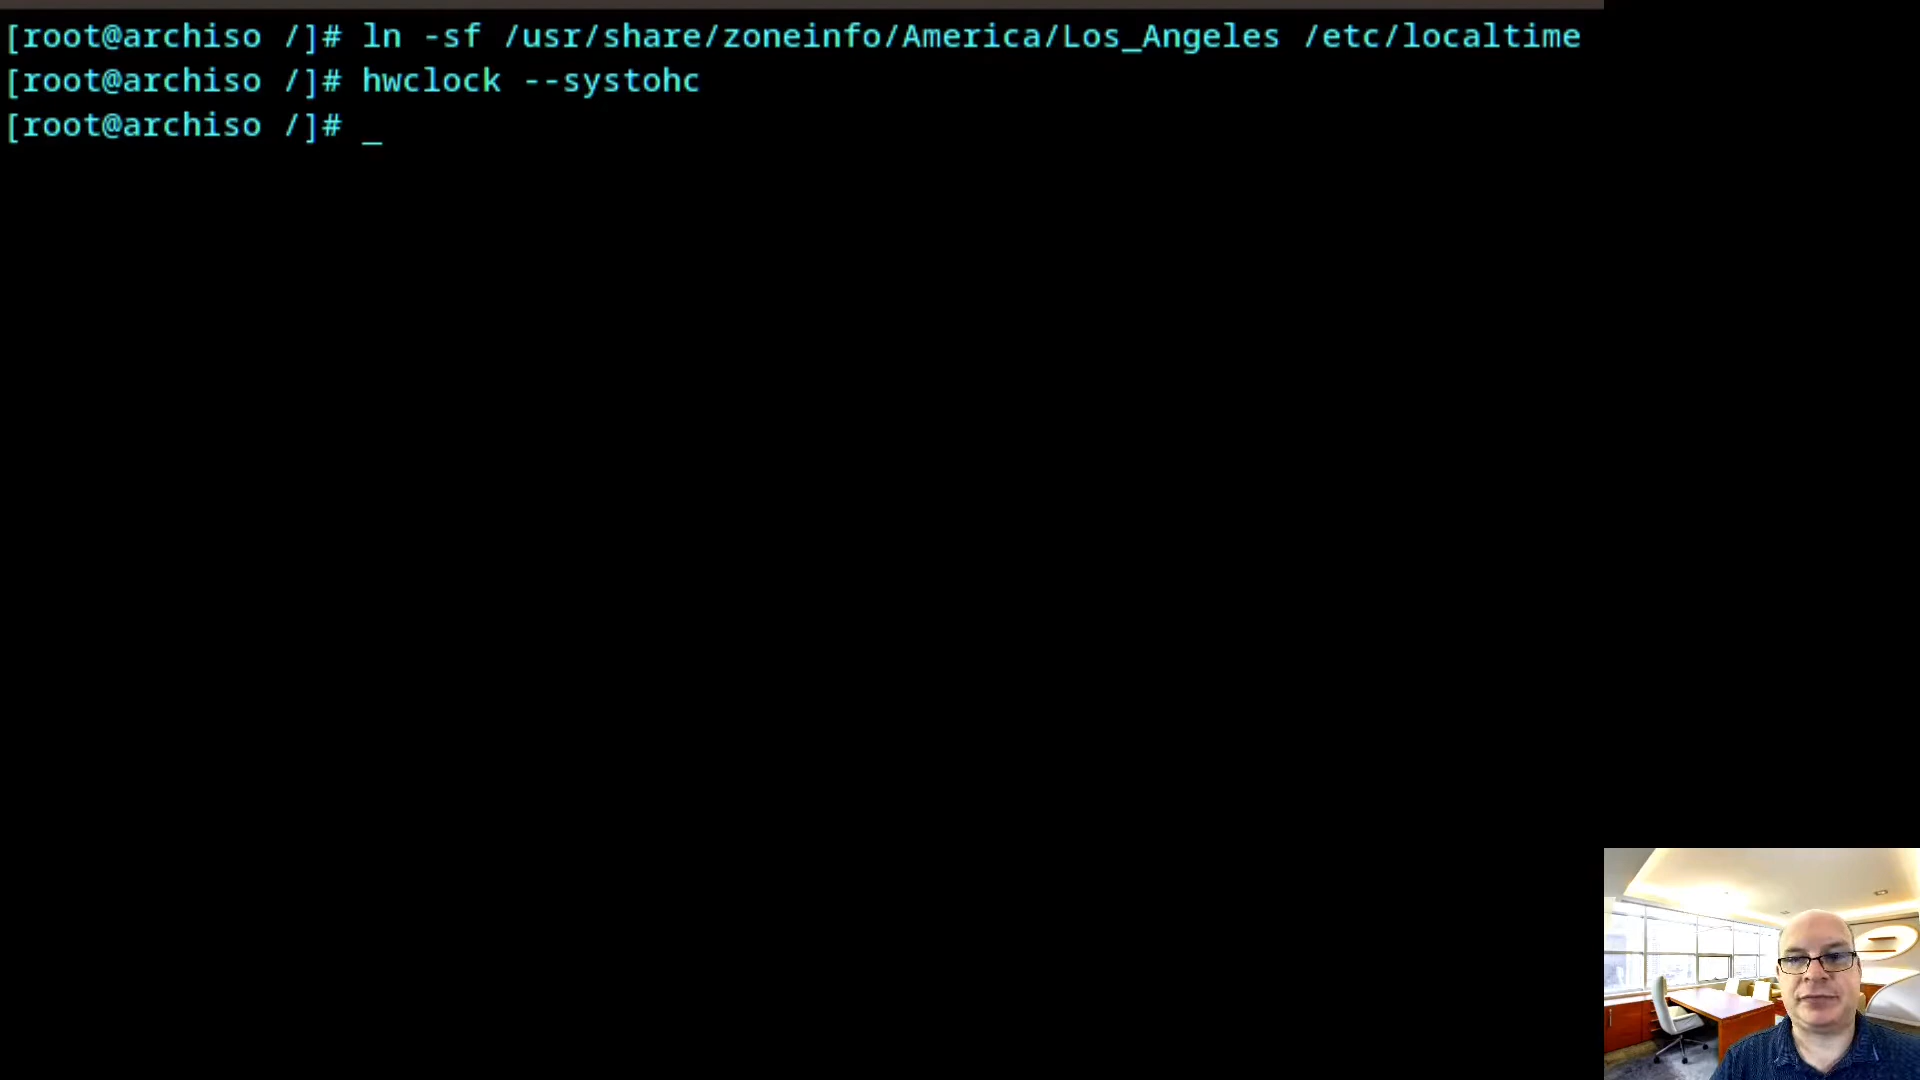 [root@archiso /]# ln -sf /usr/share/zoneinfo/America/Los_Angeles /etc/localtime
[root@archiso /]# hwclock --systohc
[root@archiso /]# _